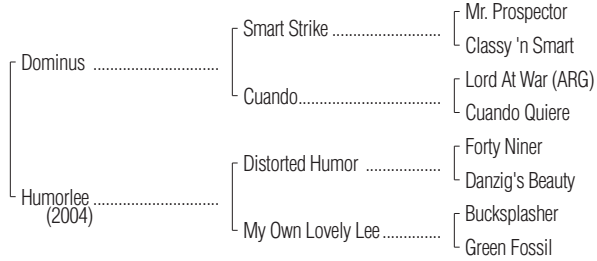 Mr. Prospector
Smart Strike ......................
Classy 'n Smart
Dominus .........................
Lord At War (ARG)
Cuando.............................
Cuando Quiere
Forty Niner
Distorted Humor ...............
Danzig's Beauty
Humorlee.........................
(2004)
Bucksplasher
My Own Lovely Lee............
Green Fossil